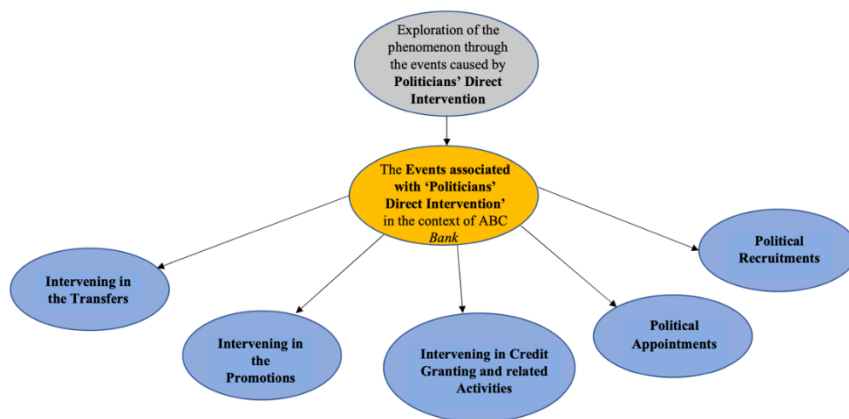 Exploration of the
phenomenon through
the events caused by
Politicians' Direct
Intervention
The Events associated
with 'Politicians'
Direct Intervention'
in the context of ABC
Bank
Intervening in
the Transfers
Intervening in
the
Promotions
Intervening in Credit
Granting and related
Activities
Political
Appointments
Political
Recruitments